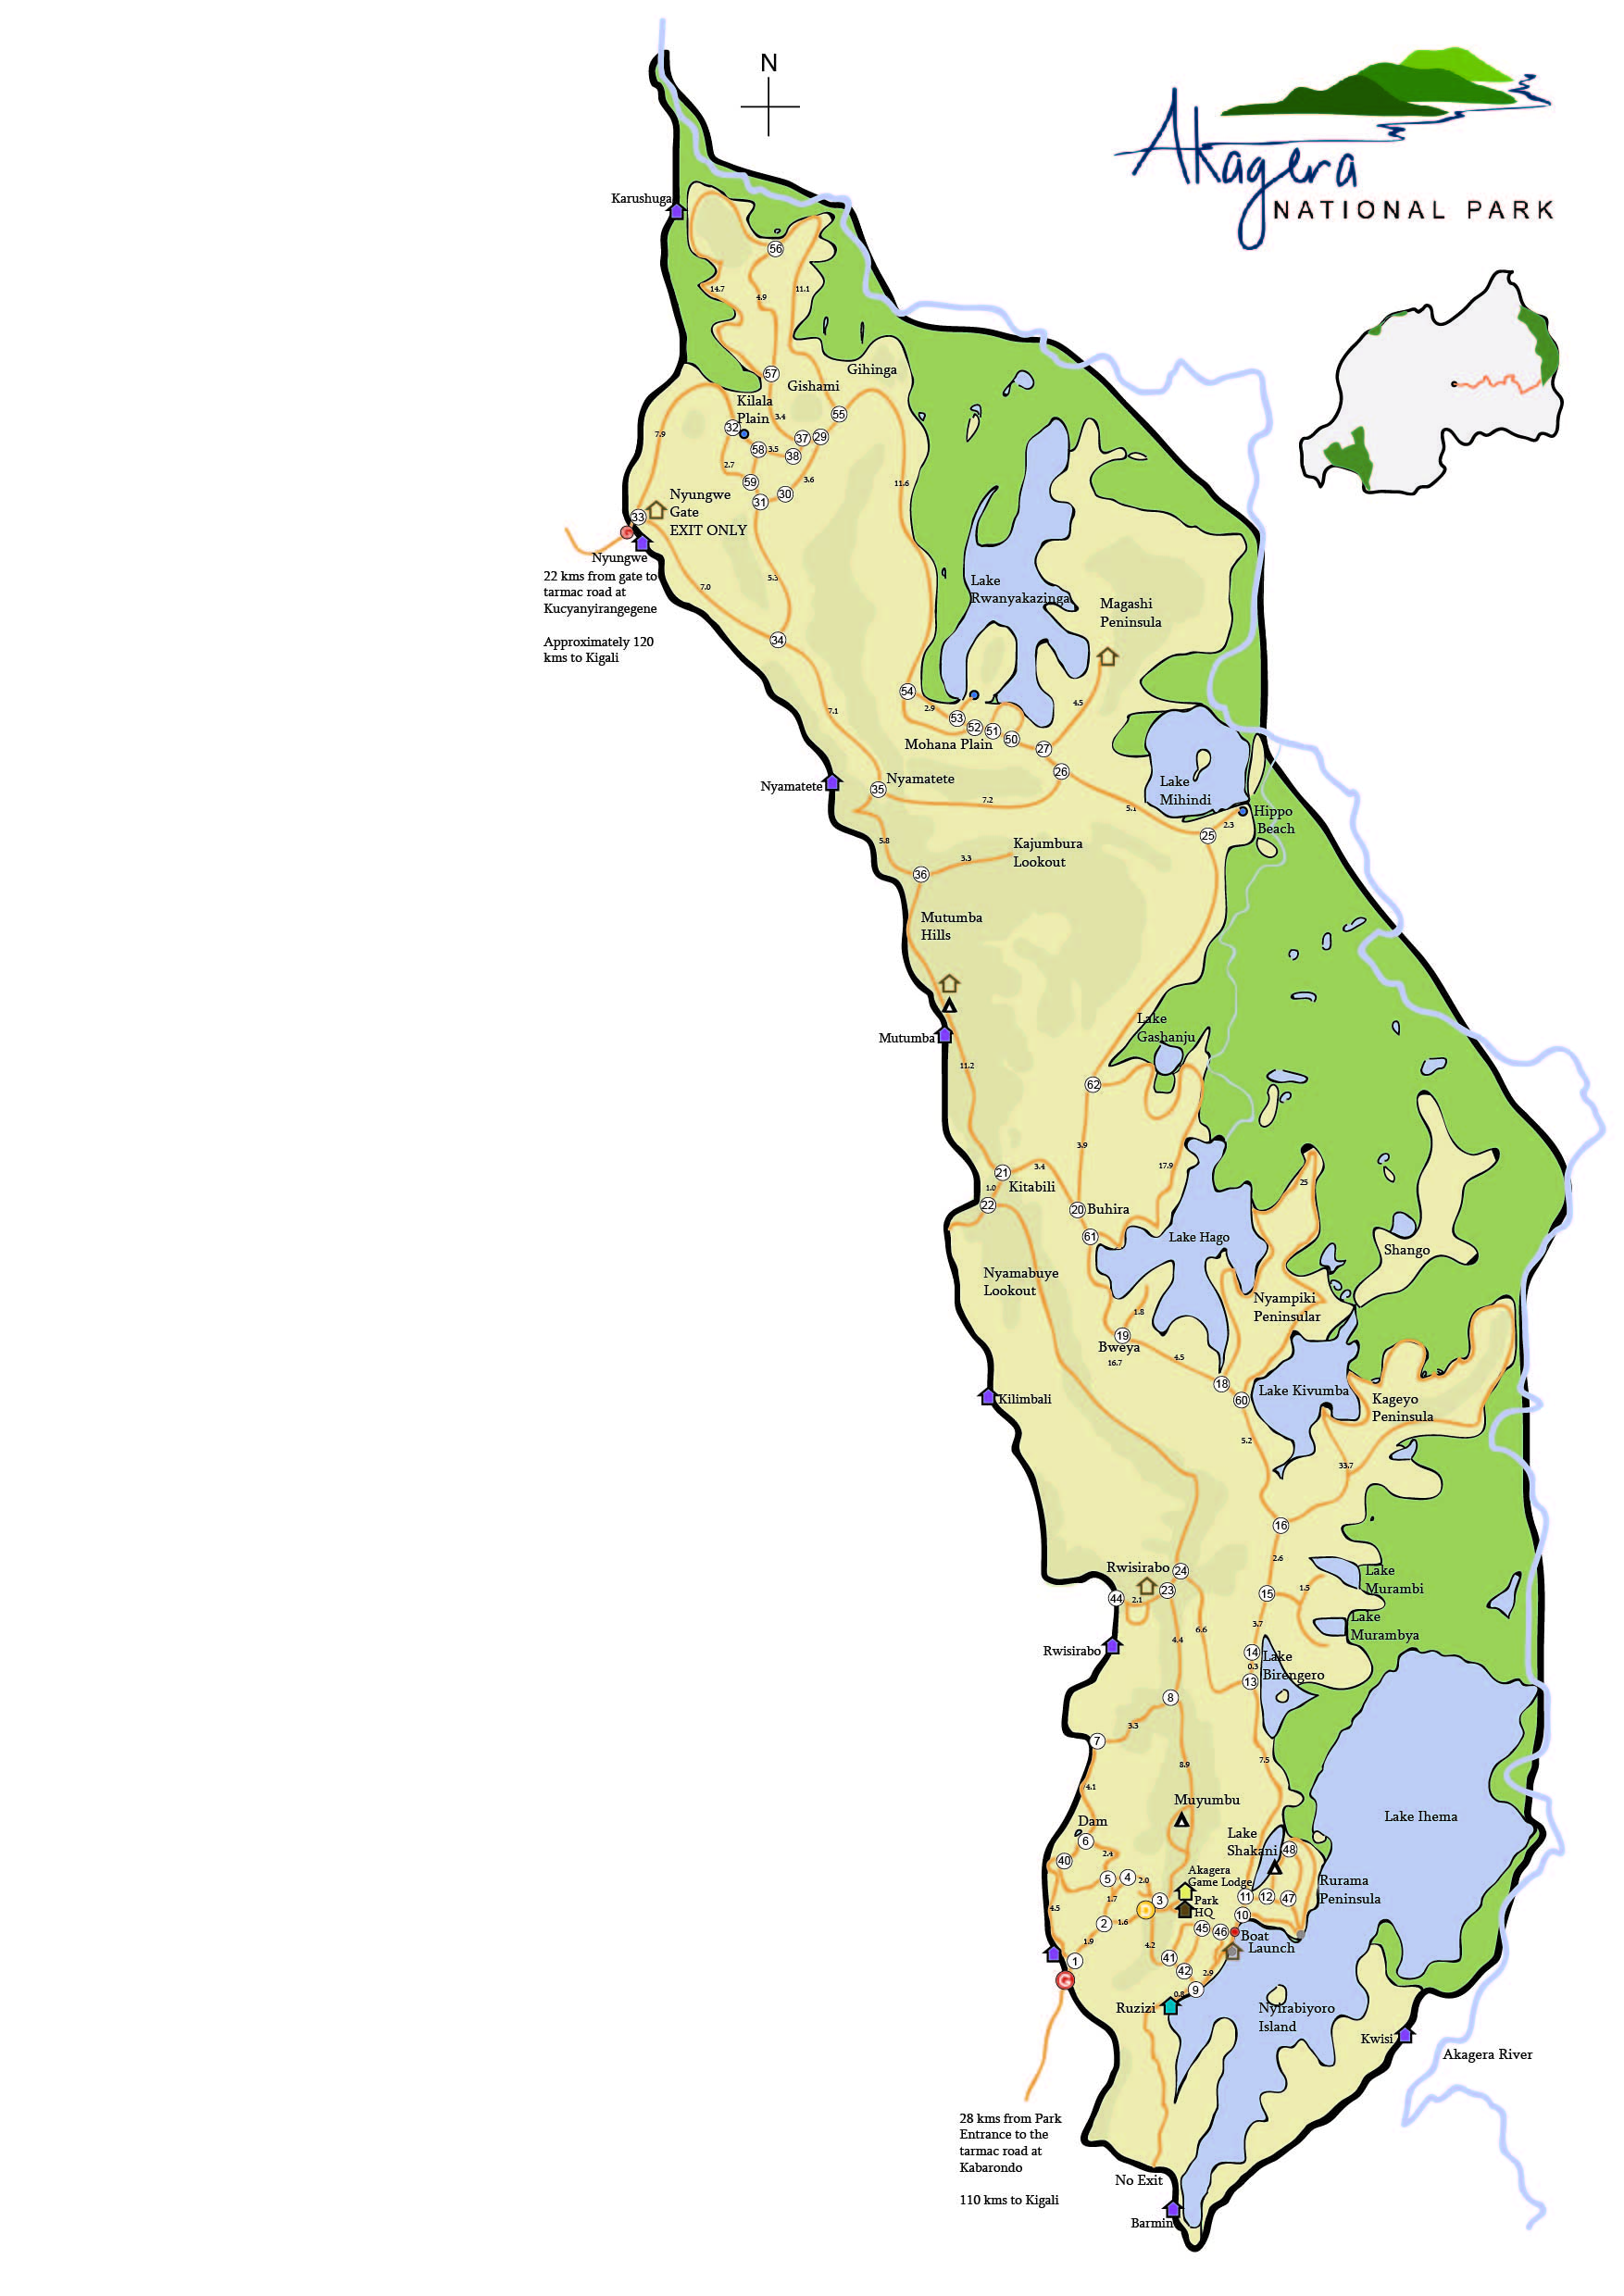 N
Akagera
NATIONAL PARK
Karushuga
56
14.7
4.9
11.1
57
Gishami
Gihinga
Kilala
Plain
3.4
55
32
7.9
37
29
58
3.5
38
2.7
59
3.6
11.6
30
31
Nyungwe
Gate
EXIT ONLY
33
Nyungwe
22 kms from gate to
tarmac road at
Kucyanyirangegene
Approximately 120
kms to Kigali
5.3
7.0
34
Lake
Rwanyakazinga
Magashi
Peninsula
54
2.9
4.5
7.1
53
52
51
50
27
Mohana Plain
26
Nyamatete
35
Nyamatete
7.2
5.1
Lake
Mihindi
Hippo
Beach
2.3
25
5.8
Kajumbura
Lookout
3.3
36
Mutumba
Hills
Mutumba
Lake
Gashanju
11.2
62
3.9
21
3.4
17.9
1.0
Kitabili
22
20
Buhira
25
61
Lake Hago
Shango
Nyamabuye
Lookout
Nyampiki
Peninsular
1.8
19
Bweya
16.7
4.5
18
60
Lake Kivumba
Kageyo
Peninsula
Kilimbali
5.2
33.7
16
2.6
Rwisirabo
24
23
44
2.1
15
1.5
Lake
Murambi
Lake
Murambya
3.7
6.6
4.4
Rwisirabo
14
0.3
13
Lake
Birengero
8
3.3
7
7.5
8.9
4.1
Muyumbu
Lake Ihema
Dam
6
Lake
Shakani
48
2.4
40
5
4
2.0
Akagera
Game Lodge
Rurama
Peninsula
1.7
3
Park
HQ
11
12
47
4.5
D
2
1.6
10
45
46
Boat
Launch
1.9
4.2
1
41
42
2.9
G
9
0.8
Ruzizi
Nyirabiyoro
Island
Kwisi
Akagera River
28 kms from Park
Entrance to the
tarmac road at
Kabarondo
110 kms to Kigali
No Exit
Barmin